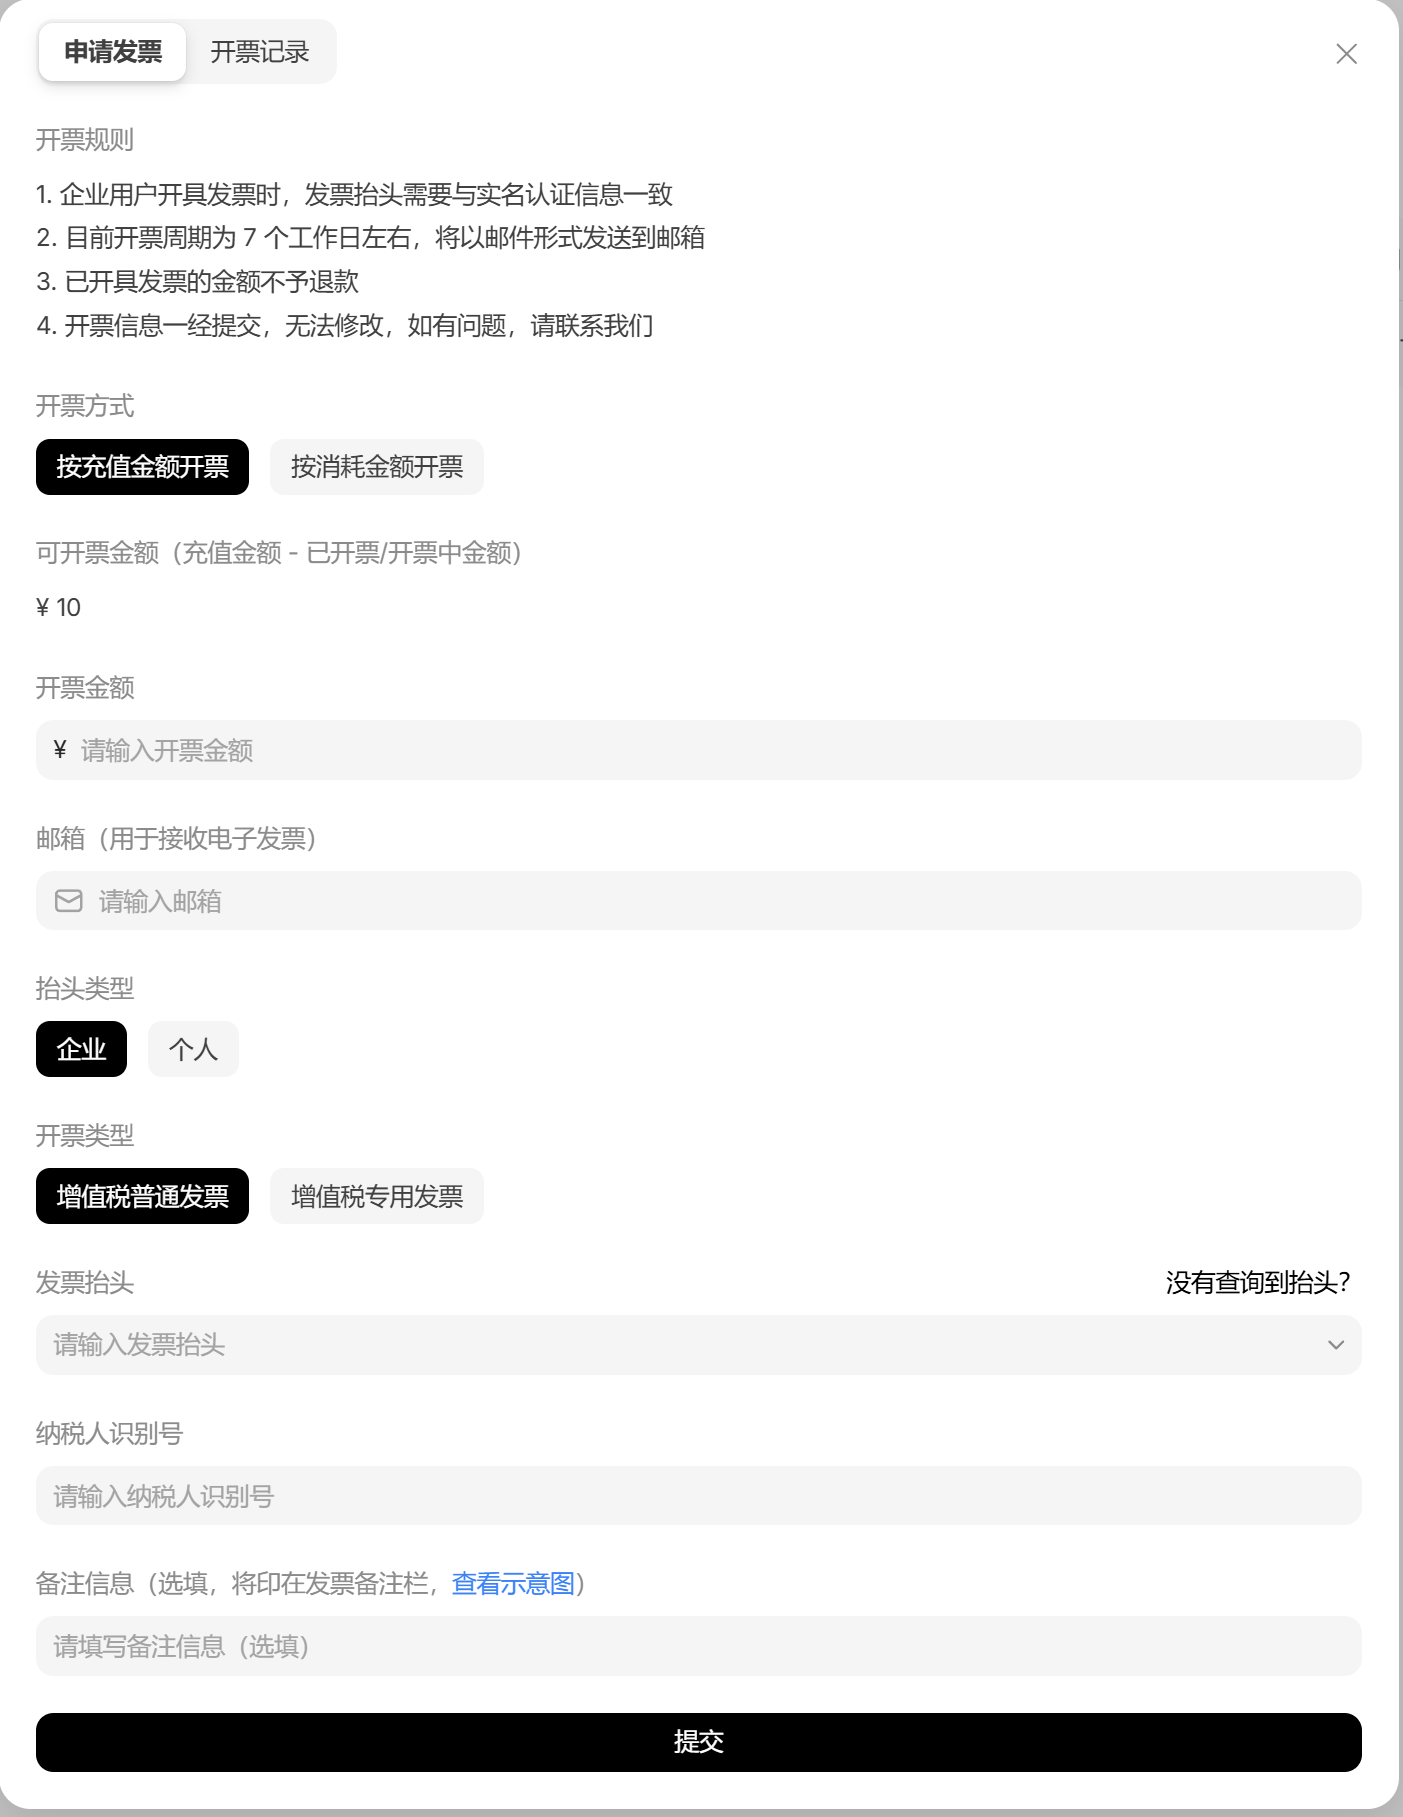 申请发票 开票记录
开票规则
1. 企业用户开具发票时，发票抬头需要与实名认证信息一致
2. 目前开票周期为 7 个工作日左右，将以邮件形式发送到邮箱
3. 已开具发票的金额不予退款
4. 开票信息一经提交，无法修改，如有问题，请联系我们
开票方式
按充值金额开票 按消耗金额开票
可开票金额（充值金额 - 已开票/开票中金额）
¥ 10
开票金额
¥ 请输入开票金额
邮箱（用于接收电子发票）
请输入邮箱
抬头类型
企业 个人
开票类型
增值税普通发票 增值税专用发票
发票抬头 没有查询到抬头？
请输入发票抬头
纳税人识别号
请输入纳税人识别号
备注信息（选填，将印在发票备注栏，查看示意图）
请填写备注信息（选填）
提交